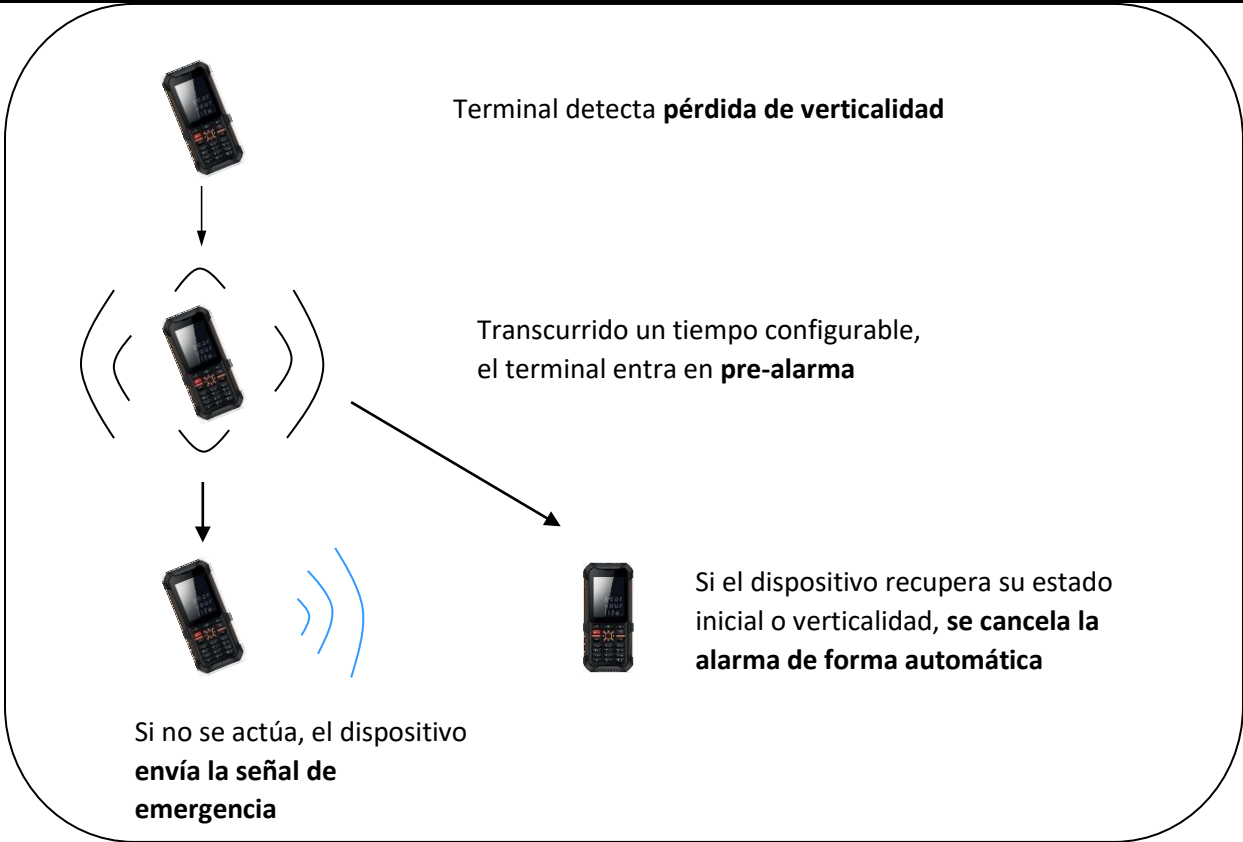 Terminal detecta pérdida de verticalidad
Transcurrido un tiempo configurable,
el terminal entra en pre-alarma
Si el dispositivo recupera su estado
inicial o verticalidad, se cancela la
alarma de forma automática
Si no se actúa, el dispositivo
envía la señal de
emergencia